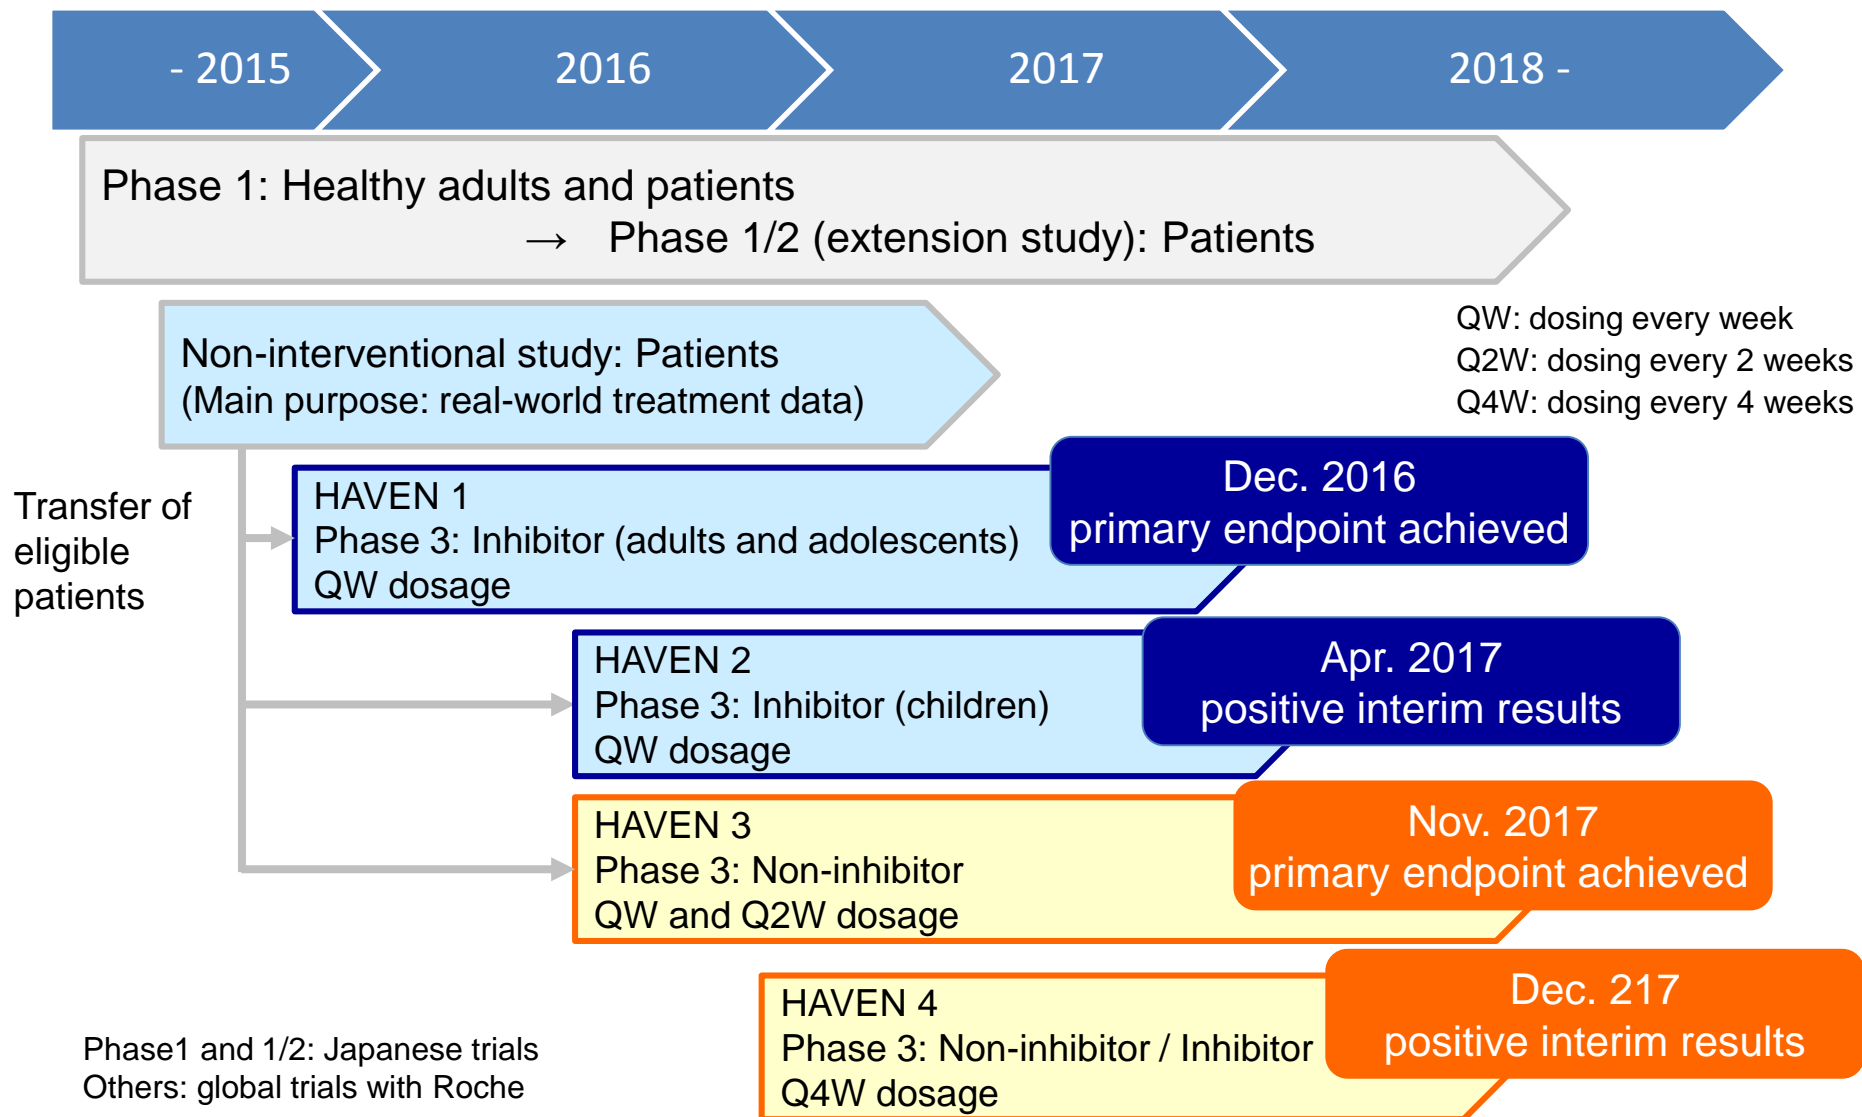 - 2015
2016
2017
2018 -
Phase 1: Healthy adults and patients
→ Phase 1/2 (extension study): Patients
Non-interventional study: Patients
(Main purpose: real-world treatment data)
QW: dosing every week
Q2W: dosing every 2 weeks
Q4W: dosing every 4 weeks
Transfer of
eligible
patients
HAVEN 1
Phase 3: Inhibitor (adults and adolescents)
QW dosage
Dec. 2016
primary endpoint achieved
HAVEN 2
Phase 3: Inhibitor (children)
QW dosage
Apr. 2017
positive interim results
HAVEN 3
Phase 3: Non-inhibitor
QW and Q2W dosage
Nov. 2017
primary endpoint achieved
HAVEN 4
Phase 3: Non-inhibitor / Inhibitor
Q4W dosage
Dec. 217
positive interim results
Phase1 and 1/2: Japanese trials
Others: global trials with Roche